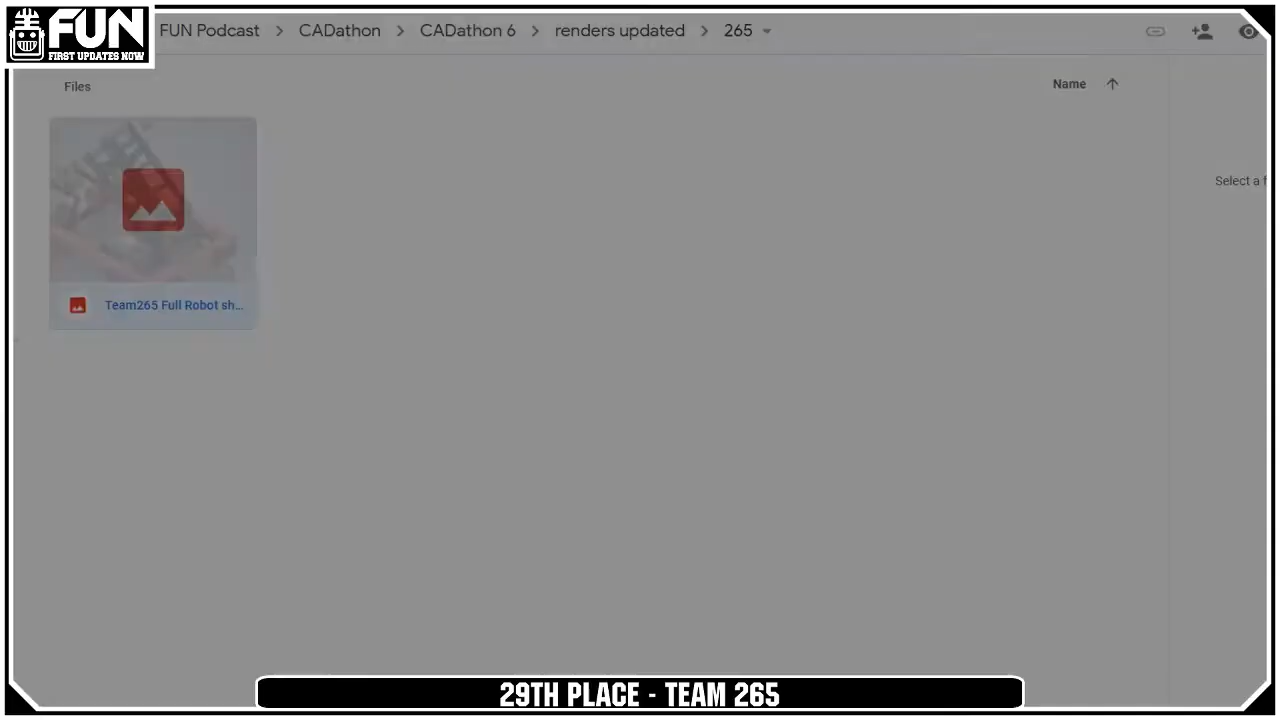 FUN
FIRST UPDATES NOW
FUN Podcast > CADathon > CADathon 6 > renders updated > 265
Files
Name
Select a f
Team265 Full Robot sh...
29TH PLACE - TEAM 265